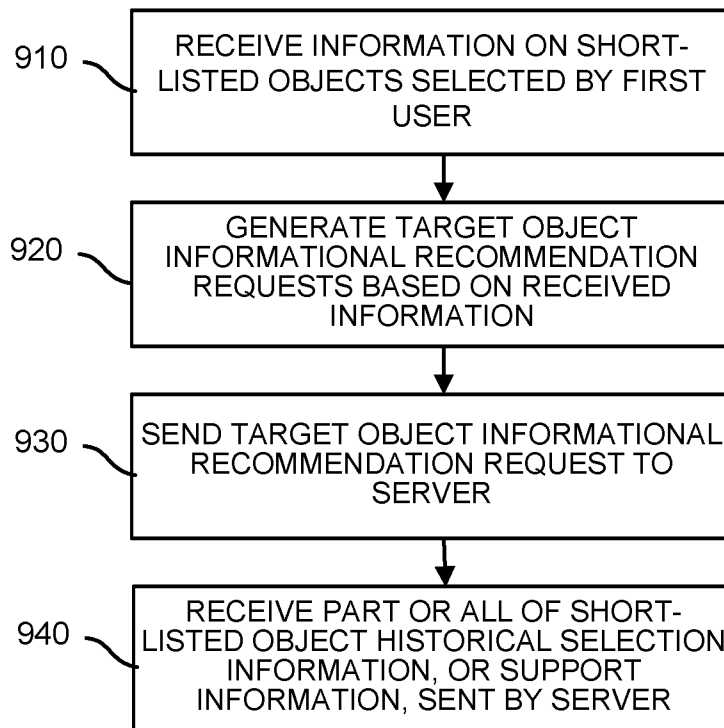 910
RECEIVE INFORMATION ON SHORT-
LISTED OBJECTS SELECTED BY FIRST
USER
920
GENERATE TARGET OBJECT
INFORMATIONAL RECOMMENDATION
REQUESTS BASED ON RECEIVED
INFORMATION
930
SEND TARGET OBJECT INFORMATIONAL
RECOMMENDATION REQUEST TO
SERVER
940
RECEIVE PART OR ALL OF SHORT-
LISTED OBJECT HISTORICAL SELECTION
INFORMATION, OR SUPPORT
INFORMATION, SENT BY SERVER